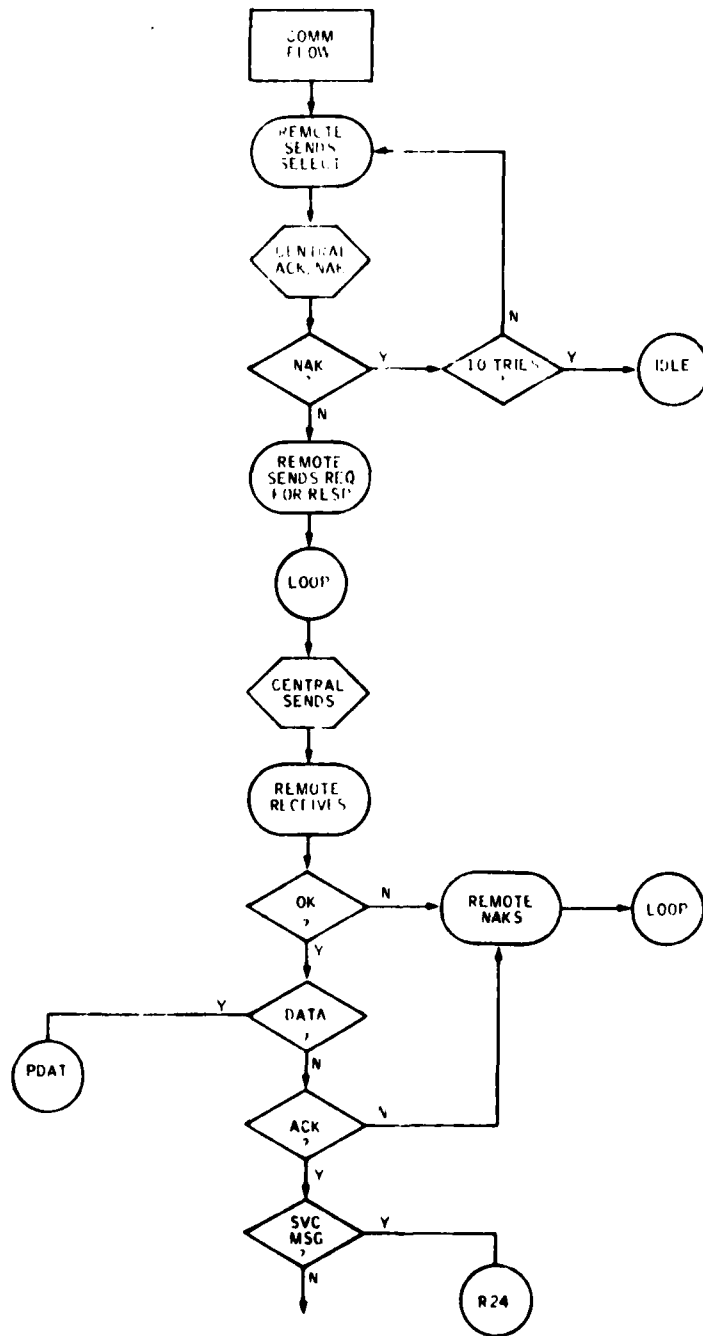 COMM
FLOW
REMOTE
SENDS
SELECT
CENTRAL
ACK, NAK
N
NAK
?
Y
10 TRIES
?
Y
IDLE
N
REMOTE
SENDS REQ
FOR RESP
LOOP
CENTRAL
SENDS
REMOTE
RECEIVES
OK
?
N
REMOTE
NAKS
LOOP
Y
DATA
?
Y
PDAT
N
ACK
?
N
Y
SVC
MSG
?
Y
N
R24